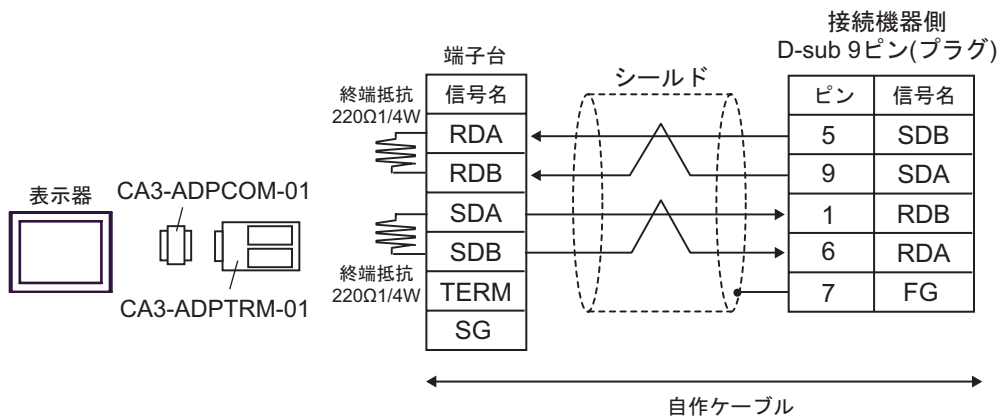 接続機器側
D-sub 9ピン(プラグ)
端子台
シールド
終端抵抗
220Ω1/4W
信号名
RDA
RDB
SDA
SDB
TERM
SG
ピン 信号名
5 SDB
9 SDA
1 RDB
6 RDA
7 FG
表示器
CA3-ADPCOM-01
CA3-ADPTRM-01
終端抵抗
220Ω1/4W
自作ケーブル